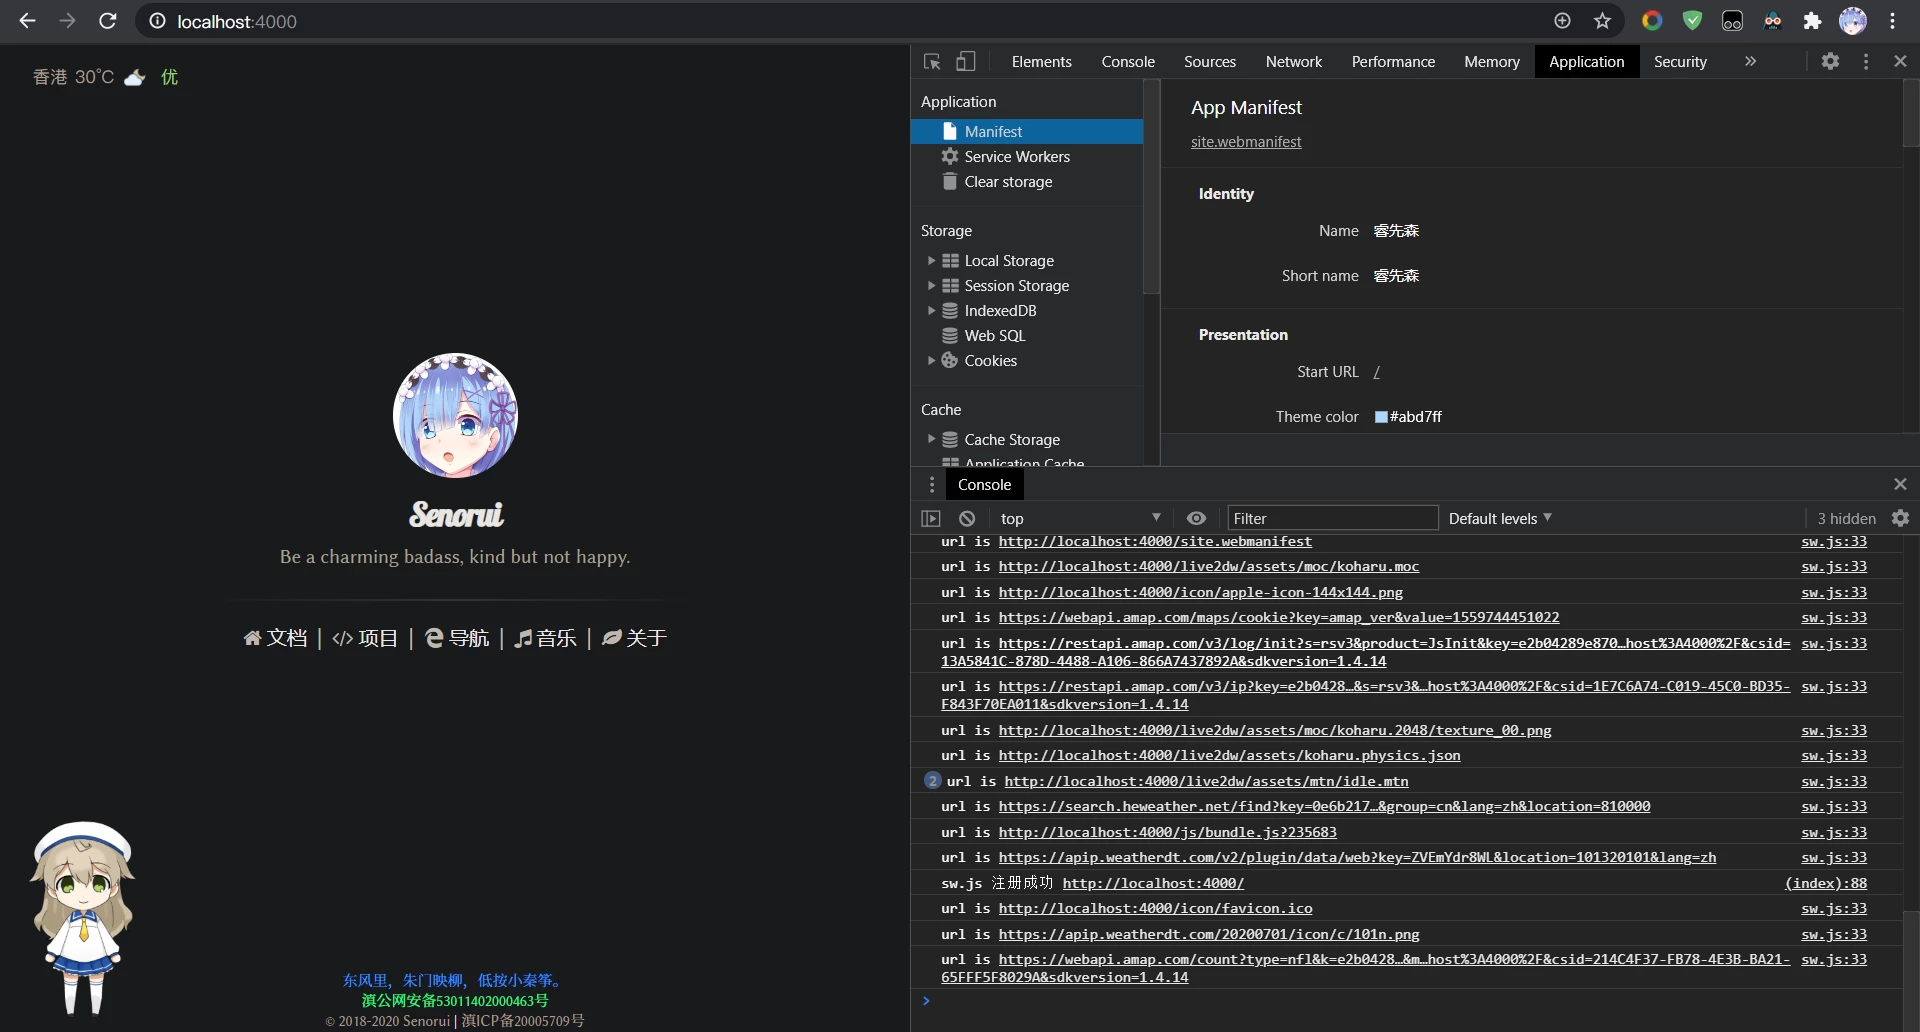 localhost:4000
香港 30°C 优
Senorui
Be a charming badass, kind but not happy.
文档 | 项目 | 导航 | 音乐 | 关于
东风里，朱门映柳，低按小秦筝。
滇公网安备53011402000463号
© 2018-2020 Senorui | 滇ICP备20005709号
Elements Console Sources Network Performance Memory Application Security »
Application
Manifest
Service Workers
Clear storage
Storage
Local Storage
Session Storage
IndexedDB
Web SQL
Cookies
Cache
Cache Storage
Application Cache
App Manifest
site.webmanifest
Identity
Name 睿先森
Short name 睿先森
Presentation
Start URL /
Theme color #abd7ff
Console
top Filter Default levels 3 hidden
url is http://localhost:4000/site.webmanifest sw.js:33
url is http://localhost:4000/live2dw/assets/moc/koharu.moc sw.js:33
url is http://localhost:4000/icon/apple-icon-144x144.png sw.js:33
url is https://webapi.amap.com/maps/cookie?key=amap_ver&value=1559744451022 sw.js:33
url is https://restapi.amap.com/v3/log/init?s=rsv3&product=JsInit&key=e2b04289e870…host%3A4000%2F&csid= sw.js:33
13A5841C-878D-4488-A106-866A7437892A&sdkversion=1.4.14
url is https://restapi.amap.com/v3/ip?key=e2b0428…&s=rsv3&…host%3A4000%2F&csid=1E7C6A74-C019-45C0-BD35- sw.js:33
F843F70EA011&sdkversion=1.4.14
url is http://localhost:4000/live2dw/assets/moc/koharu.2048/texture_00.png sw.js:33
url is http://localhost:4000/live2dw/assets/koharu.physics.json sw.js:33
2 url is http://localhost:4000/live2dw/assets/mtn/idle.mtn sw.js:33
url is https://search.heweather.net/find?key=0e6b217…&group=cn&lang=zh&location=810000 sw.js:33
url is http://localhost:4000/js/bundle.js?235683 sw.js:33
url is https://apip.weatherdt.com/v2/plugin/data/web?key=ZVEmYdr8WL&location=101320101&lang=zh sw.js:33
sw.js 注册成功 http://localhost:4000/ (index):88
url is http://localhost:4000/icon/favicon.ico sw.js:33
url is https://apip.weatherdt.com/20200701/icon/c/101n.png sw.js:33
url is https://webapi.amap.com/count?type=nfl&k=e2b0428…&m…host%3A4000%2F&csid=214C4F37-FB78-4E3B-BA21- sw.js:33
65FFF5F8029A&sdkversion=1.4.14